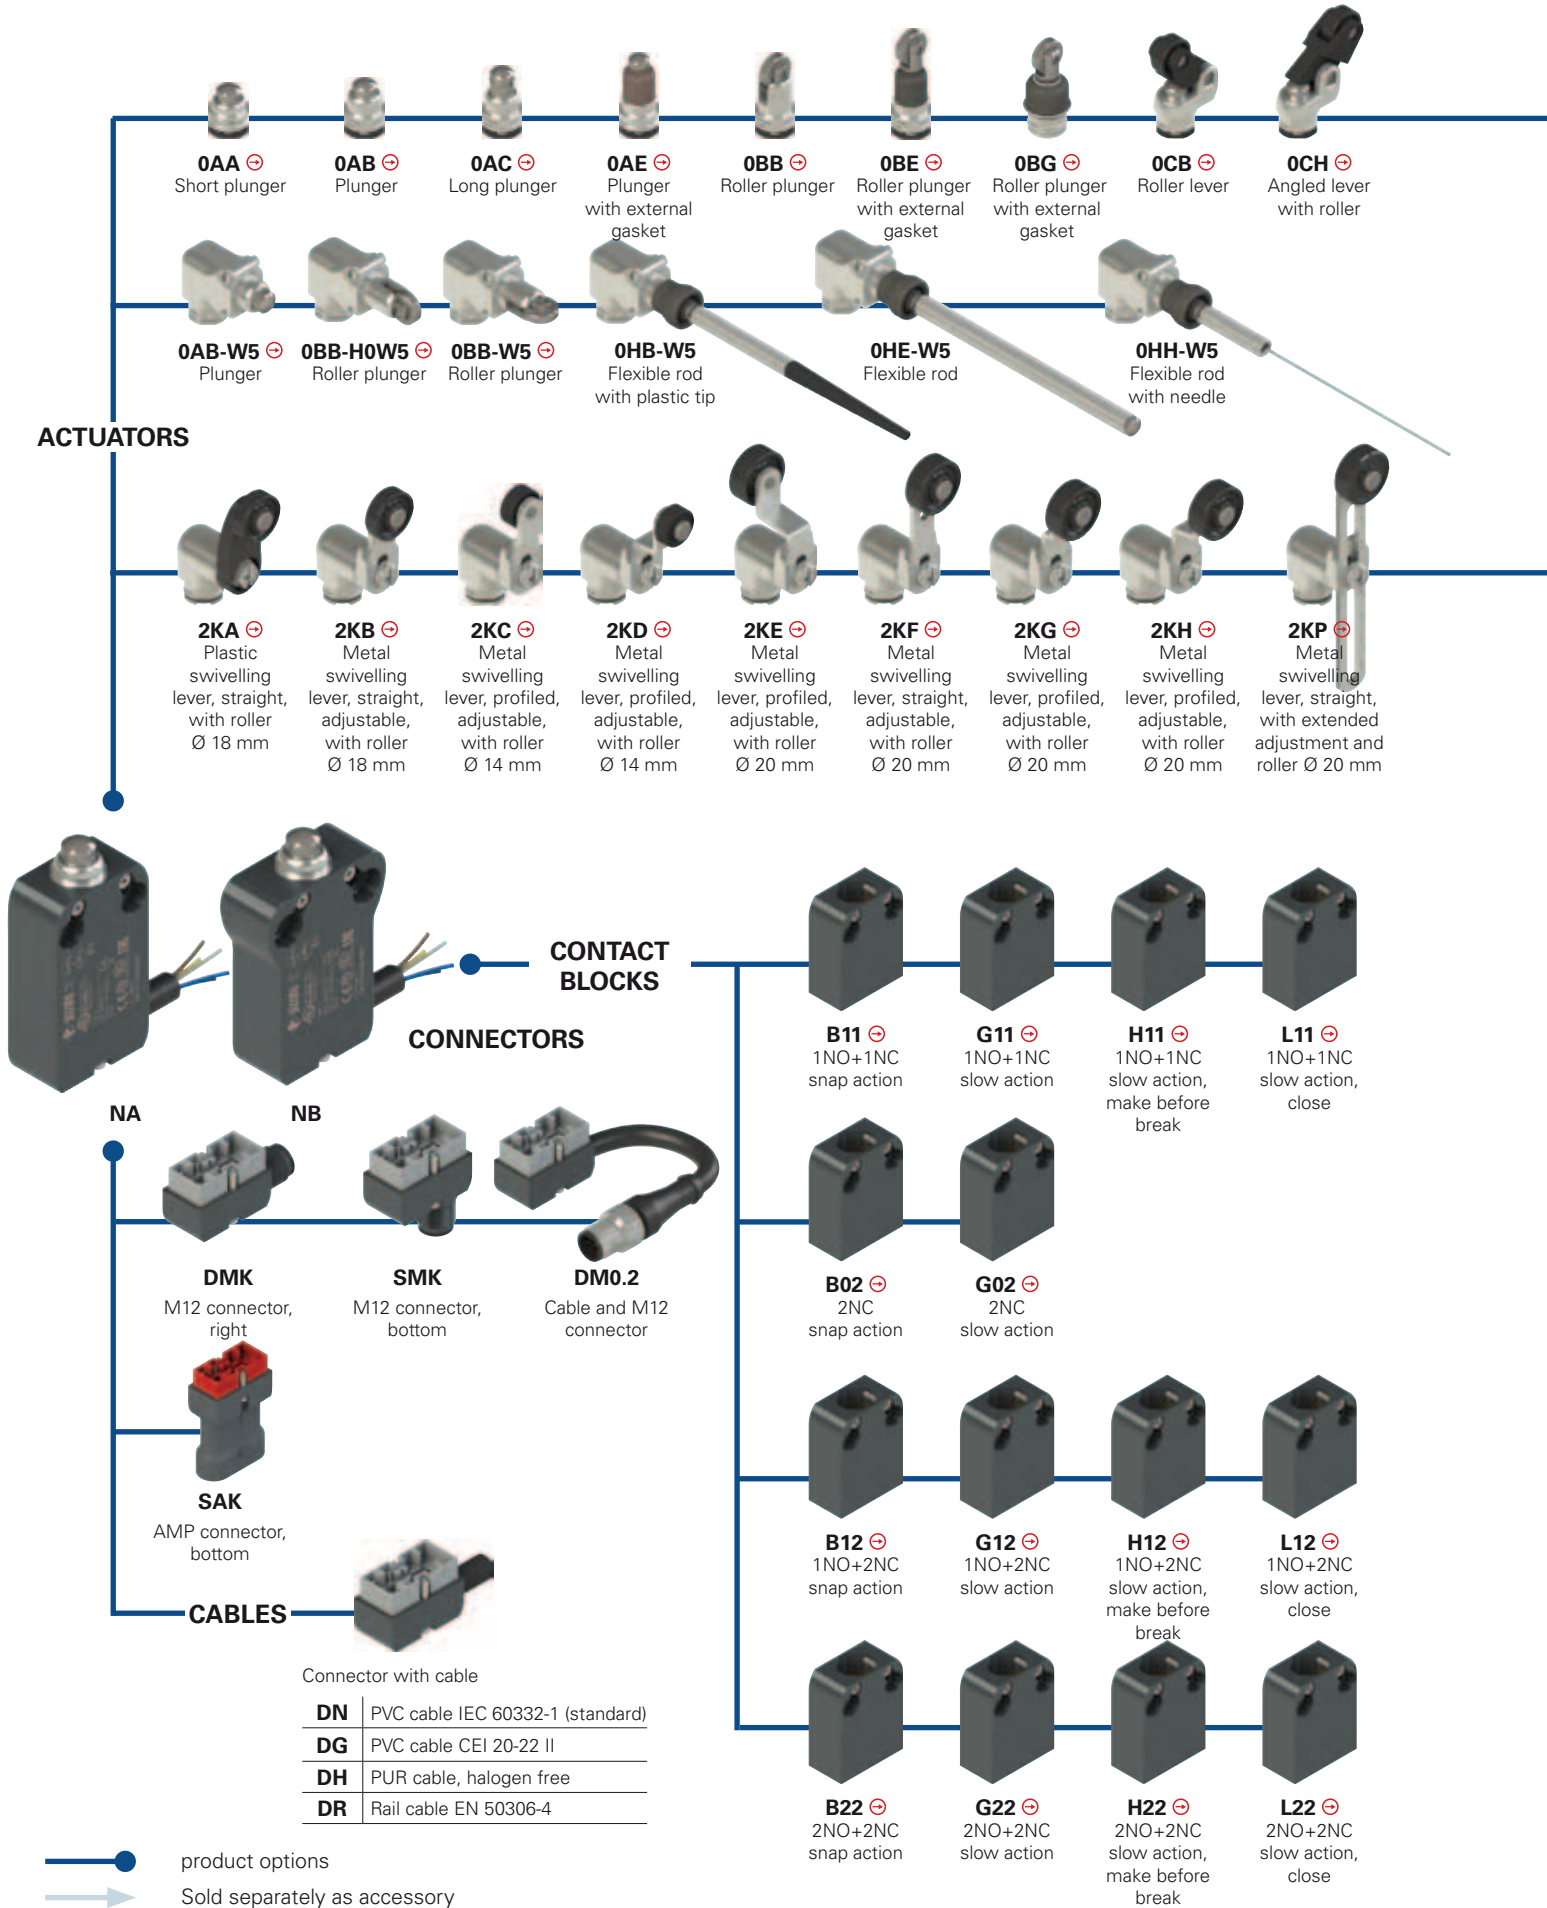 0AA
Short plunger
0AB
Plunger
0AC
Long plunger
0AE
Plunger
with external
gasket
0BB
Roller plunger
0BE
Roller plunger
with external
gasket
0BG
Roller plunger
with external
gasket
0CB
Roller lever
0CH
Angled lever
with roller
0AB-W5
Plunger
0BB-H0W5
Roller plunger
0BB-W5
Roller plunger
0HB-W5
Flexible rod
with plastic tip
0HE-W5
Flexible rod
0HH-W5
Flexible rod
with needle
ACTUATORS
2KA
Plastic
swivelling
lever, straight,
with roller
Ø 18 mm
2KB
Metal
swivelling
lever, straight,
adjustable,
with roller
Ø 18 mm
2KC
Metal
swivelling
lever, profiled,
adjustable,
with roller
Ø 14 mm
2KD
Metal
swivelling
lever, profiled,
adjustable,
with roller
Ø 14 mm
2KE
Metal
swivelling
lever, profiled,
adjustable,
with roller
Ø 20 mm
2KF
Metal
swivelling
lever, straight,
adjustable,
with roller
Ø 20 mm
2KG
Metal
swivelling
lever, profiled,
adjustable,
with roller
Ø 20 mm
2KH
Metal
swivelling
lever, profiled,
adjustable,
with roller
Ø 20 mm
2KP
Metal
swivelling
lever, straight,
with extended
adjustment and
roller Ø 20 mm
CONTACT
BLOCKS
CONNECTORS
NA
NB
B11
1NO+1NC
snap action
G11
1NO+1NC
slow action
H11
1NO+1NC
slow action,
make before
break
L11
1NO+1NC
slow action,
close
DMK
M12 connector,
right
SMK
M12 connector,
bottom
DM0.2
Cable and M12
connector
B02
2NC
snap action
G02
2NC
slow action
SAK
AMP connector,
bottom
B12
1NO+2NC
snap action
G12
1NO+2NC
slow action
H12
1NO+2NC
slow action,
make before
break
L12
1NO+2NC
slow action,
close
CABLES
Connector with cable
DN PVC cable IEC 60332-1 (standard)
DG PVC cable CEI 20-22 II
DH PUR cable, halogen free
DR Rail cable EN 50306-4
B22
2NO+2NC
snap action
G22
2NO+2NC
slow action
H22
2NO+2NC
slow action,
make before
break
L22
2NO+2NC
slow action,
close
product options
Sold separately as accessory